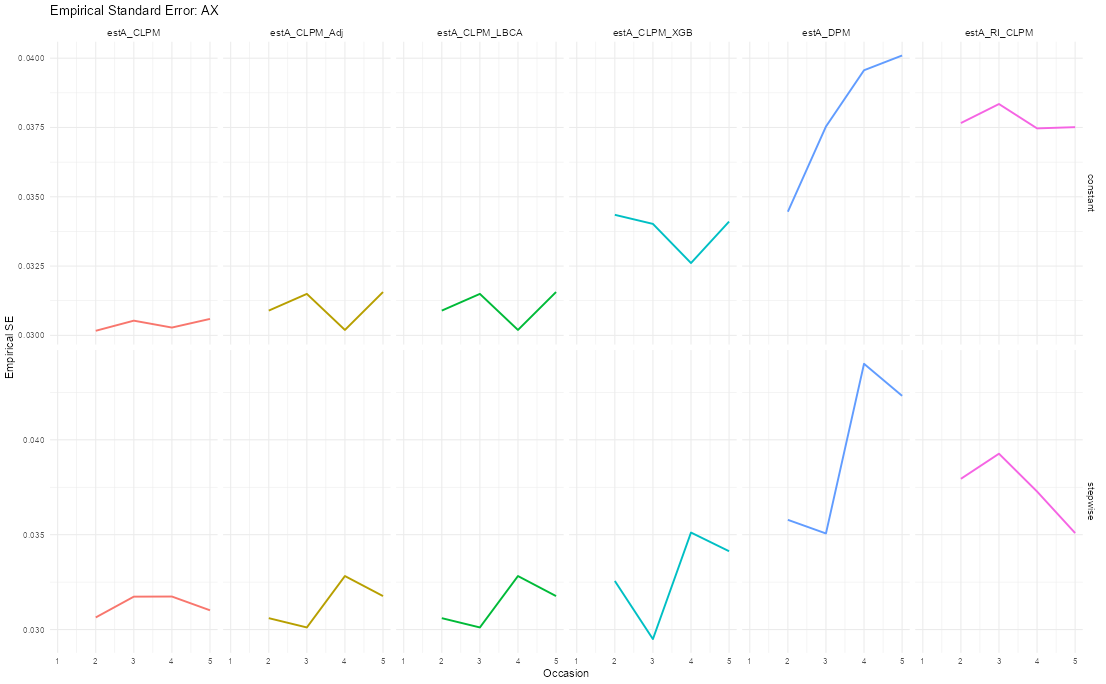 Empirical Standard Error: AX
estA_CLPM estA_CLPM_Adj estA_CLPM_LBCA estA_CLPM_XGB estA_DPM estA_RI_CLPM
0.0400
0.0375
0.0350
0.0325
0.0300
constant
Empirical SE
0.040
0.035
0.030
stepwise
1 2 3 4 5 1 2 3 4 5 1 2 3 4 5 1 2 3 4 5 1 2 3 4 5 1 2 3 4 5
Occasion